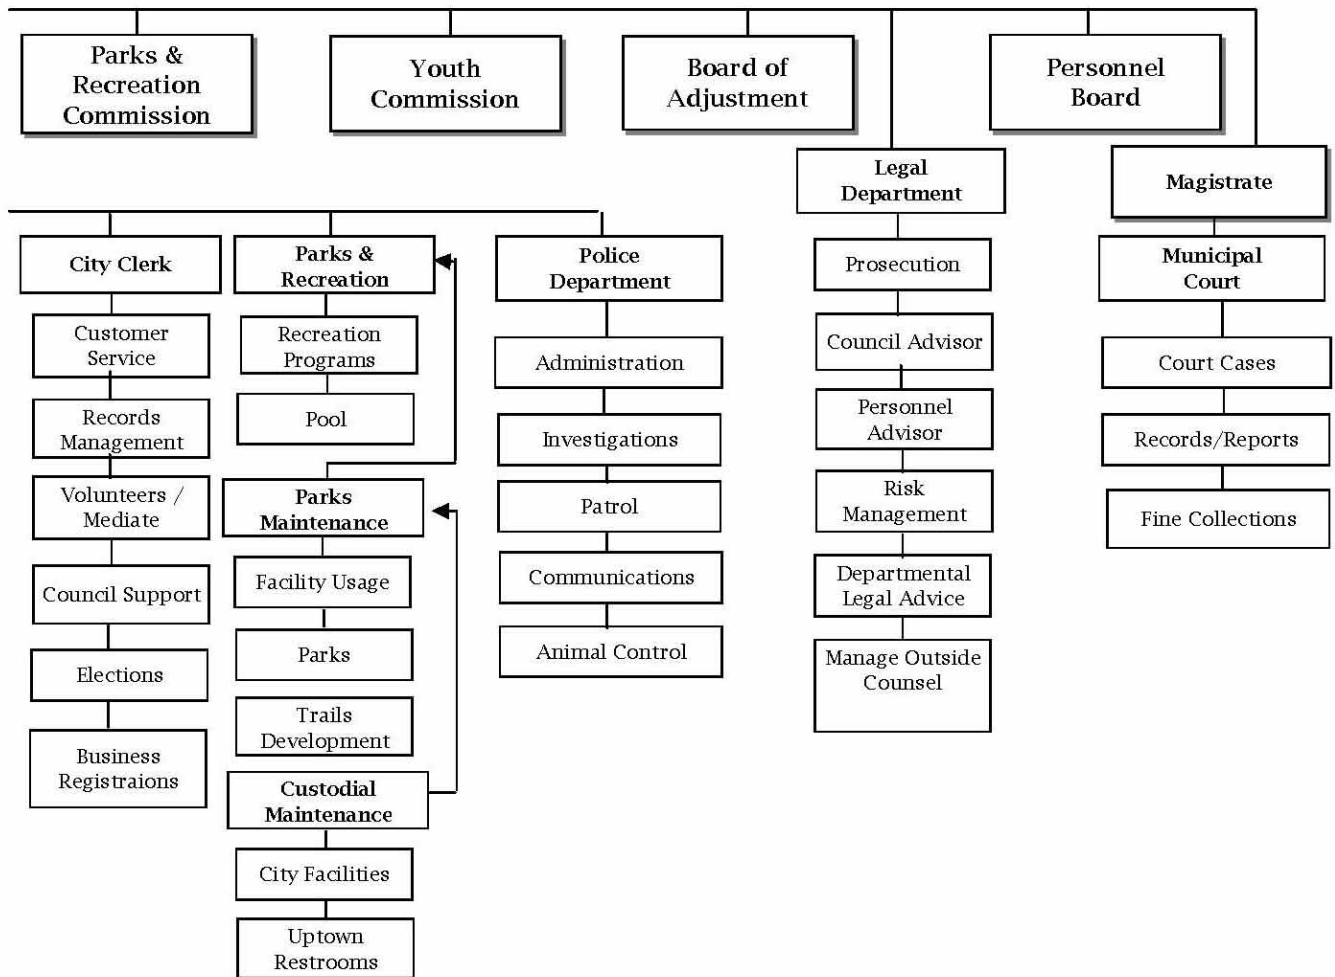 Parks &
Recreation
Commission
Youth
Commission
Board of
Adjustment
Personnel
Board
Legal
Department
Magistrate
City Clerk
Customer
Service
Records
Management
Volunteers /
Mediate
Council Support
Elections
Business
Registraions
Parks &
Recreation
Recreation
Programs
Pool
Parks
Maintenance
Facility Usage
Parks
Trails
Development
Custodial
Maintenance
City Facilities
Uptown
Restrooms
Police
Department
Administration
Investigations
Patrol
Communications
Animal Control
Prosecution
Council Advisor
Personnel
Advisor
Risk
Management
Departmental
Legal Advice
Manage Outside
Counsel
Municipal
Court
Court Cases
Records/Reports
Fine Collections